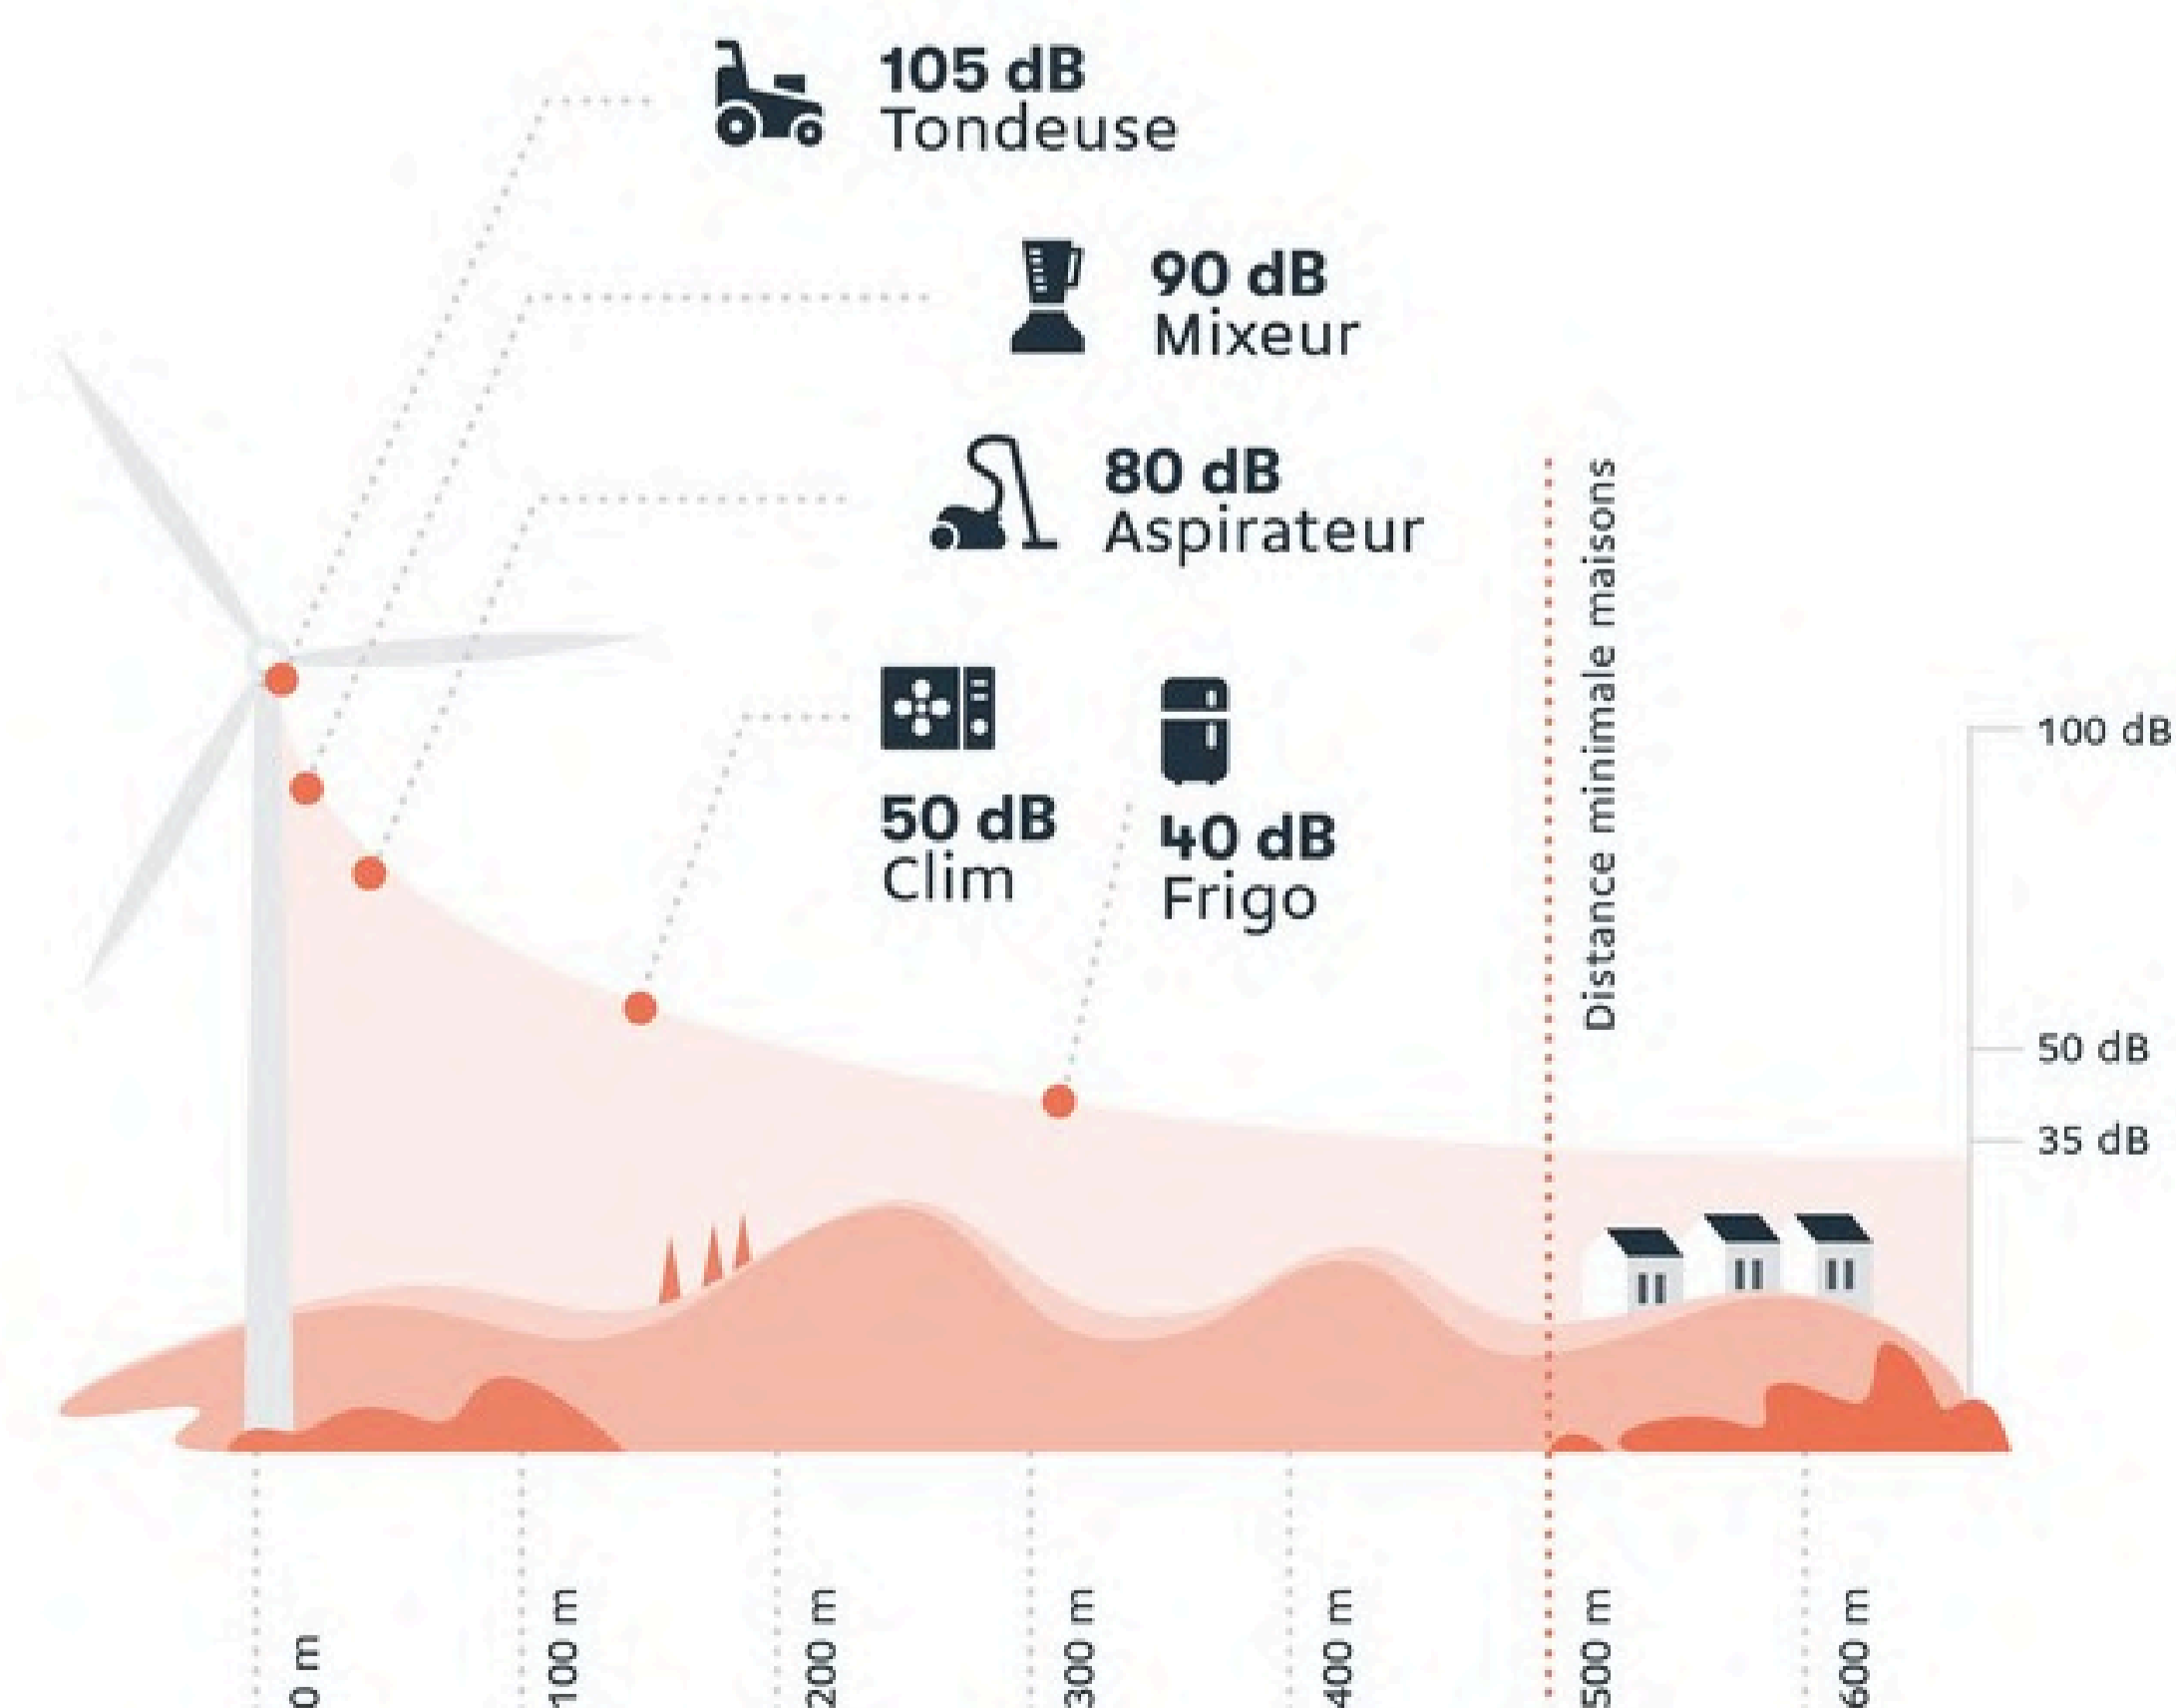 105 dB
Tondeuse
90 dB
Mixeur
80 dB
Aspirateur
50 dB
Clim
40 dB
Frigo
Distance minimale maisons
100 dB
50 dB
35 dB
0 m
100 m
200 m
300 m
400 m
500 m
600 m